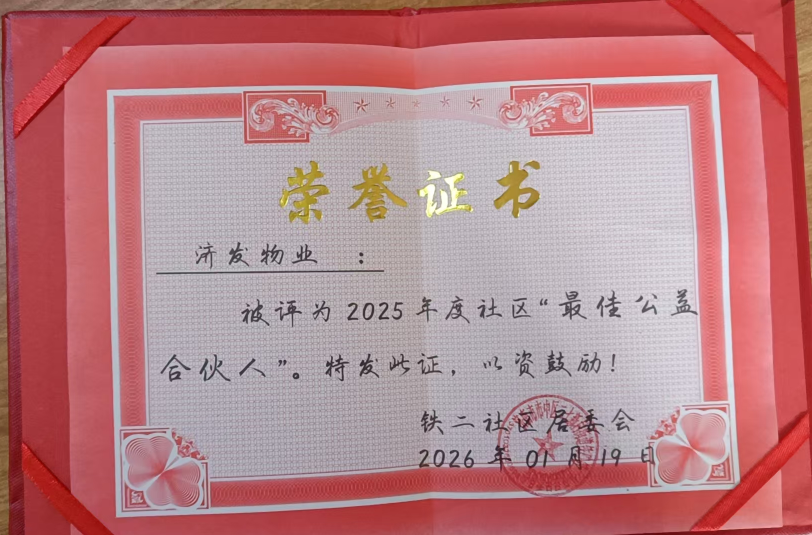 荣誉证书
济发物业：
被评为2025年度社区“最佳公益
合伙人”。特发此证，以资鼓励！
铁二社区居委会
2026年01月19日